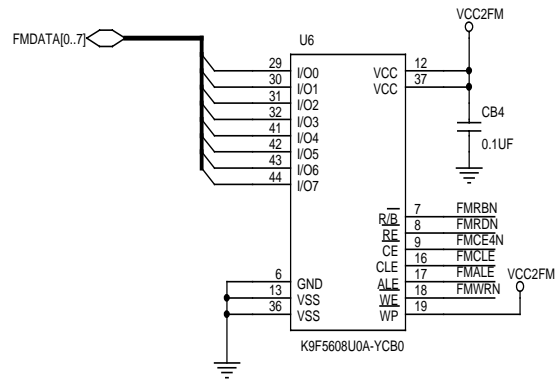 VCC2FM
FMDATA[0..7]
U6
29 I/O0 VCC 12
30 I/O1 VCC 37
31 I/O2
32 I/O3 CB4
41 I/O4
42 I/O5 0.1UF
43 I/O6
44 I/O7
R/B 7 FMRBN
RE 8 FMRDN
CE 9 FMCE4N
CLE 16 FMCLE
6 GND ALE 17 FMALE VCC2FM
13 VSS WE 18 FMWRN
36 VSS WP 19
K9F5608U0A-YCB0